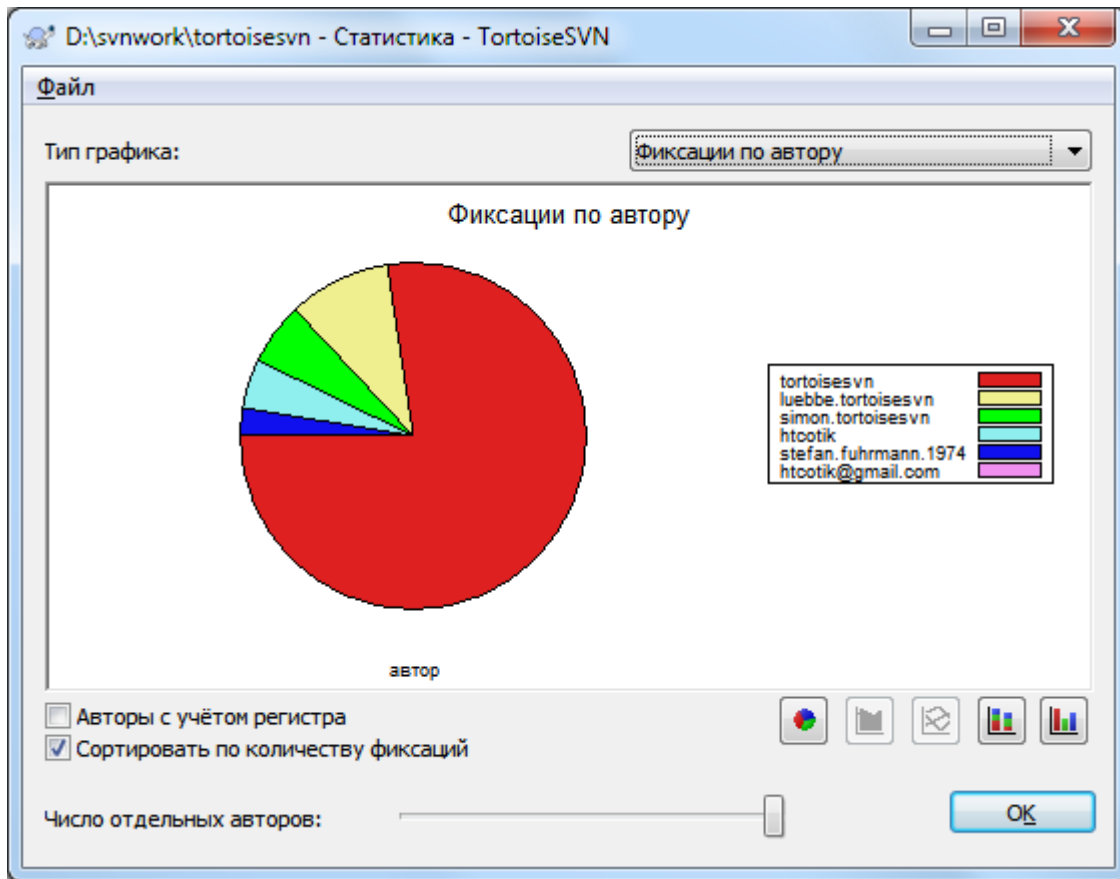 D:\svnwork\tortoisesvn - Статистика - TortoiseSVN
Файл
Тип графика:
Фиксации по автору
Фиксации по автору
tortoisesvn
luebbe.tortoisesvn
simon.tortoisesvn
htcotik
stefan.fuhrmann.1974
htcotik@gmail.com
автор
Авторы с учётом регистра
Сортировать по количеству фиксаций
Число отдельных авторов:
OK